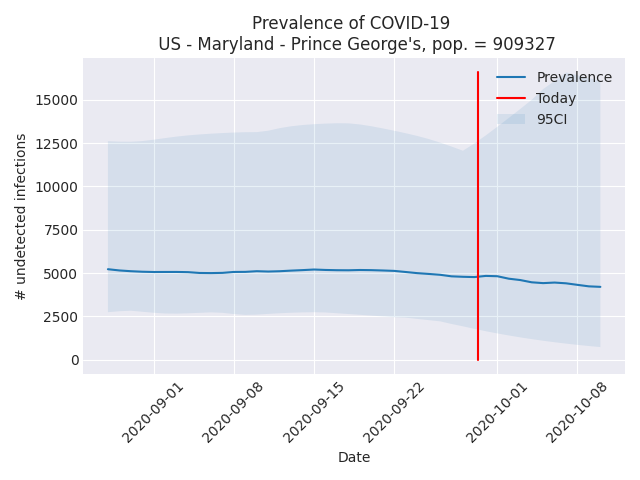 Prevalence of COVID-19
US - Maryland - Prince George's, pop. = 909327
Prevalence
Today
95CI
15000
12500
10000
7500
5000
2500
0
# undetected infections
2020-09-01
2020-09-08
2020-09-15
2020-09-22
2020-10-01
2020-10-08
Date